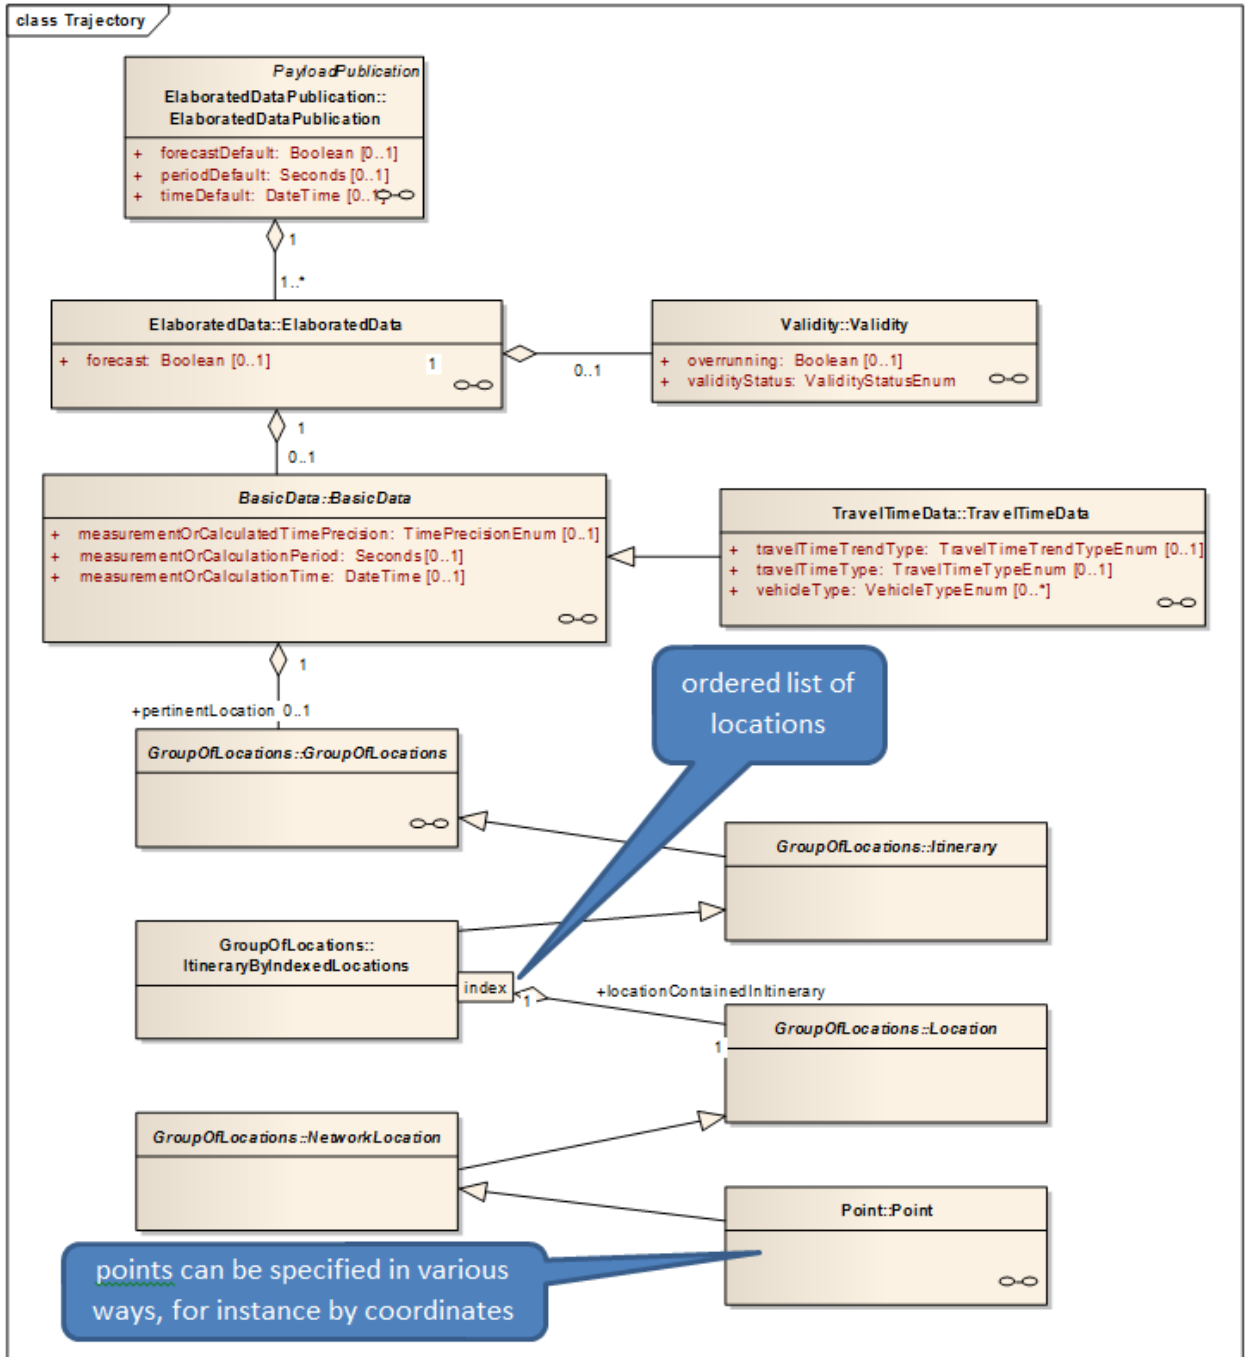 class Trajectory
PayloadPublication
ElaboratedDataPublication::
ElaboratedDataPublication
+ forecastDefault: Boolean [0..1]
+ periodDefault: Seconds [0..1]
+ timeDefault: DateTime [0..1]
1
1..*
ElaboratedData::ElaboratedData
+ forecast: Boolean [0..1]
1
0..1
Validity::Validity
+ overrunning: Boolean [0..1]
+ validityStatus: ValidityStatusEnum
1
0..1
BasicData::BasicData
+ measurementOrCalculatedTimePrecision: TimePrecisionEnum [0..1]
+ measurementOrCalculationPeriod: Seconds [0..1]
+ measurementOrCalculationTime: DateTime [0..1]
TravelTimeData::TravelTimeData
+ travelTimeTrendType: TravelTimeTrendTypeEnum [0..1]
+ travelTimeType: TravelTimeTypeEnum [0..1]
+ vehicleType: VehicleTypeEnum [0..*]
1
+pertinentLocation 0..1
ordered list of
locations
GroupOfLocations::GroupOfLocations
GroupOfLocations::Itinerary
GroupOfLocations::
ItineraryByIndexedLocations
index
1
+locationContainedInItinerary
1
GroupOfLocations::Location
GroupOfLocations::NetworkLocation
Point::Point
points can be specified in various
ways, for instance by coordinates